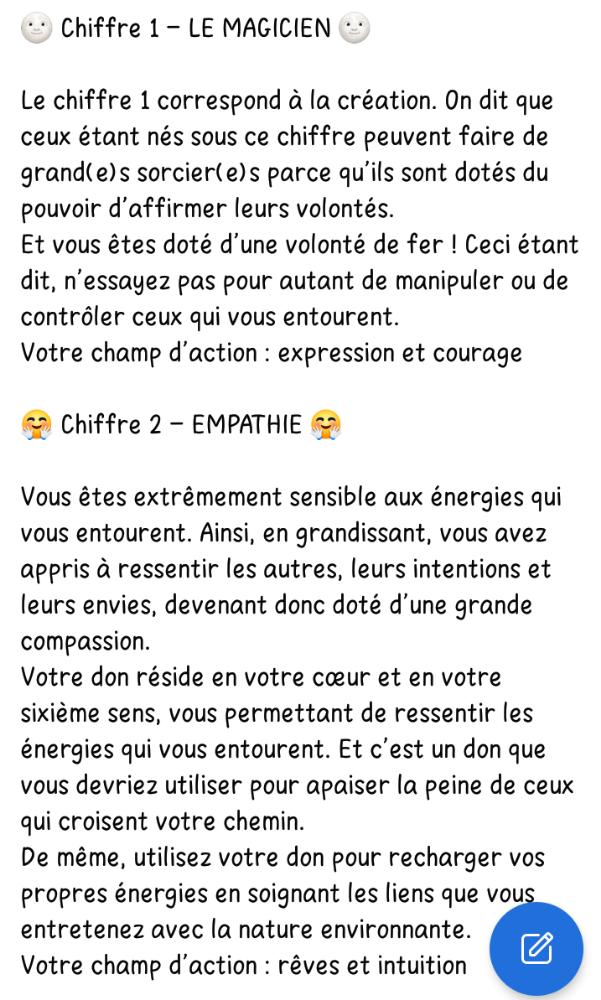 🌝 Chiffre 1 – LE MAGICIEN 🌝
Le chiffre 1 correspond à la création. On dit que
ceux étant nés sous ce chiffre peuvent faire de
grand(e)s sorcier(e)s parce qu'ils sont dotés du
pouvoir d'affirmer leurs volontés.
Et vous êtes doté d'une volonté de fer ! Ceci étant
dit, n'essayez pas pour autant de manipuler ou de
contrôler ceux qui vous entourent.
Votre champ d'action : expression et courage
🤗 Chiffre 2 – EMPATHIE 🤗
Vous êtes extrêmement sensible aux énergies qui
vous entourent. Ainsi, en grandissant, vous avez
appris à ressentir les autres, leurs intentions et
leurs envies, devenant donc doté d'une grande
compassion.
Votre don réside en votre cœur et en votre
sixième sens, vous permettant de ressentir les
énergies qui vous entourent. Et c'est un don que
vous devriez utiliser pour apaiser la peine de ceux
qui croisent votre chemin.
De même, utilisez votre don pour recharger vos
propres énergies en soignant les liens que vous
entretenez avec la nature environnante.
Votre champ d'action : rêves et intuition